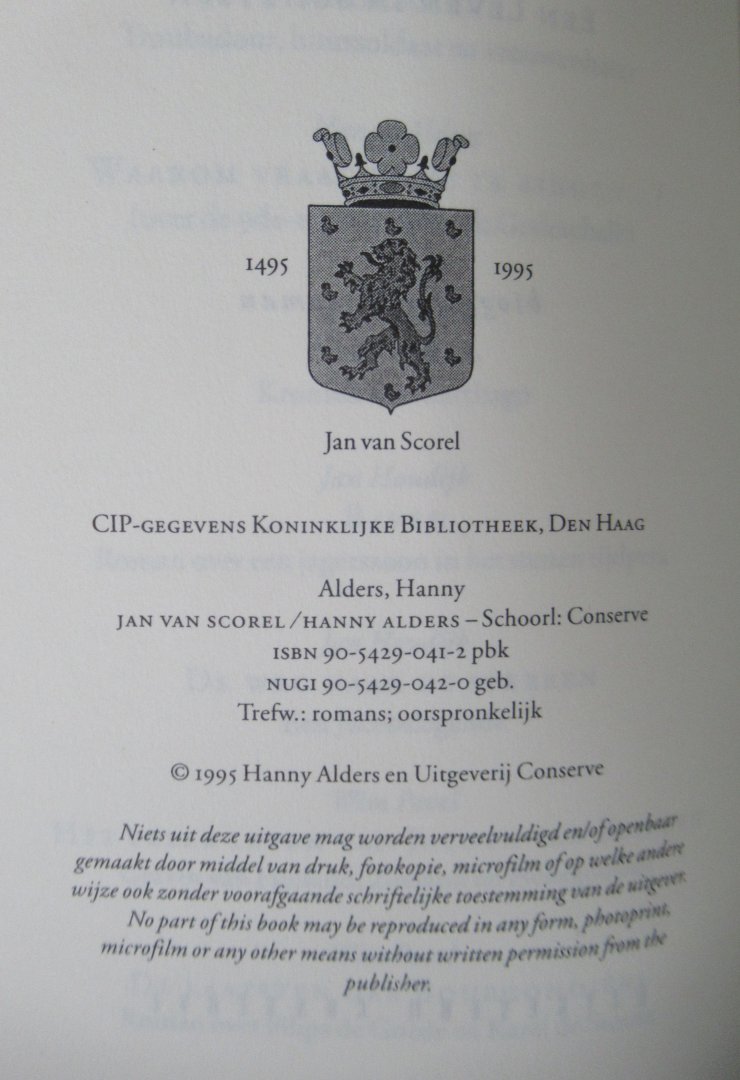 1495 1995
Jan van Scorel
CIP-GEGEVENS KONINKLIJKE BIBLIOTHEEK, DEN HAAG
Alders, Hanny
JAN VAN SCOREL / HANNY ALDERS – Schoorl: Conserve
ISBN 90-5429-041-2 pbk
NUGI 90-5429-042-0 geb.
Trefw.: romans; oorspronkelijk
© 1995 Hanny Alders en Uitgeverij Conserve
Niets uit deze uitgave mag worden verveelvuldigd en/of openbaar
gemaakt door middel van druk, fotokopie, microfilm of op welke andere
wijze ook zonder voorafgaande schriftelijke toestemming van de uitgever.
No part of this book may be reproduced in any form, photoprint,
microfilm or any other means without written permission from the
publisher.